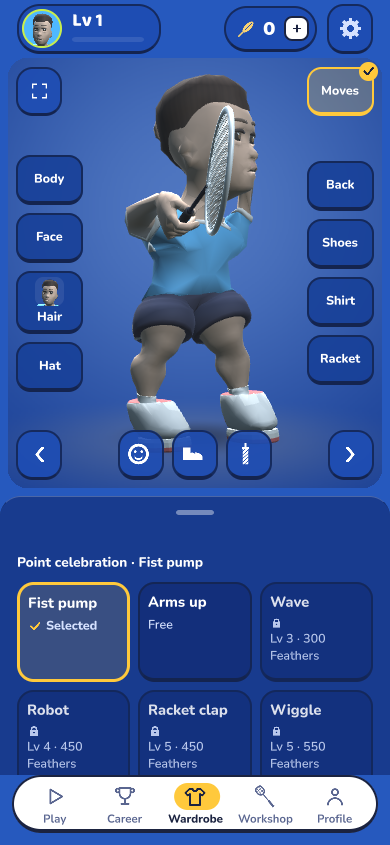 Lv 1
0
+
Moves
Body
Back
Face
Shoes
Hair
Shirt
Hat
Racket
Point celebration · Fist pump
Fist pump
Selected
Arms up
Free
Wave
Lv 3 · 300
Feathers
Robot
Lv 4 · 450
Feathers
Racket clap
Lv 5 · 450
Feathers
Wiggle
Lv 5 · 550
Feathers
Play
Career
Wardrobe
Workshop
Profile